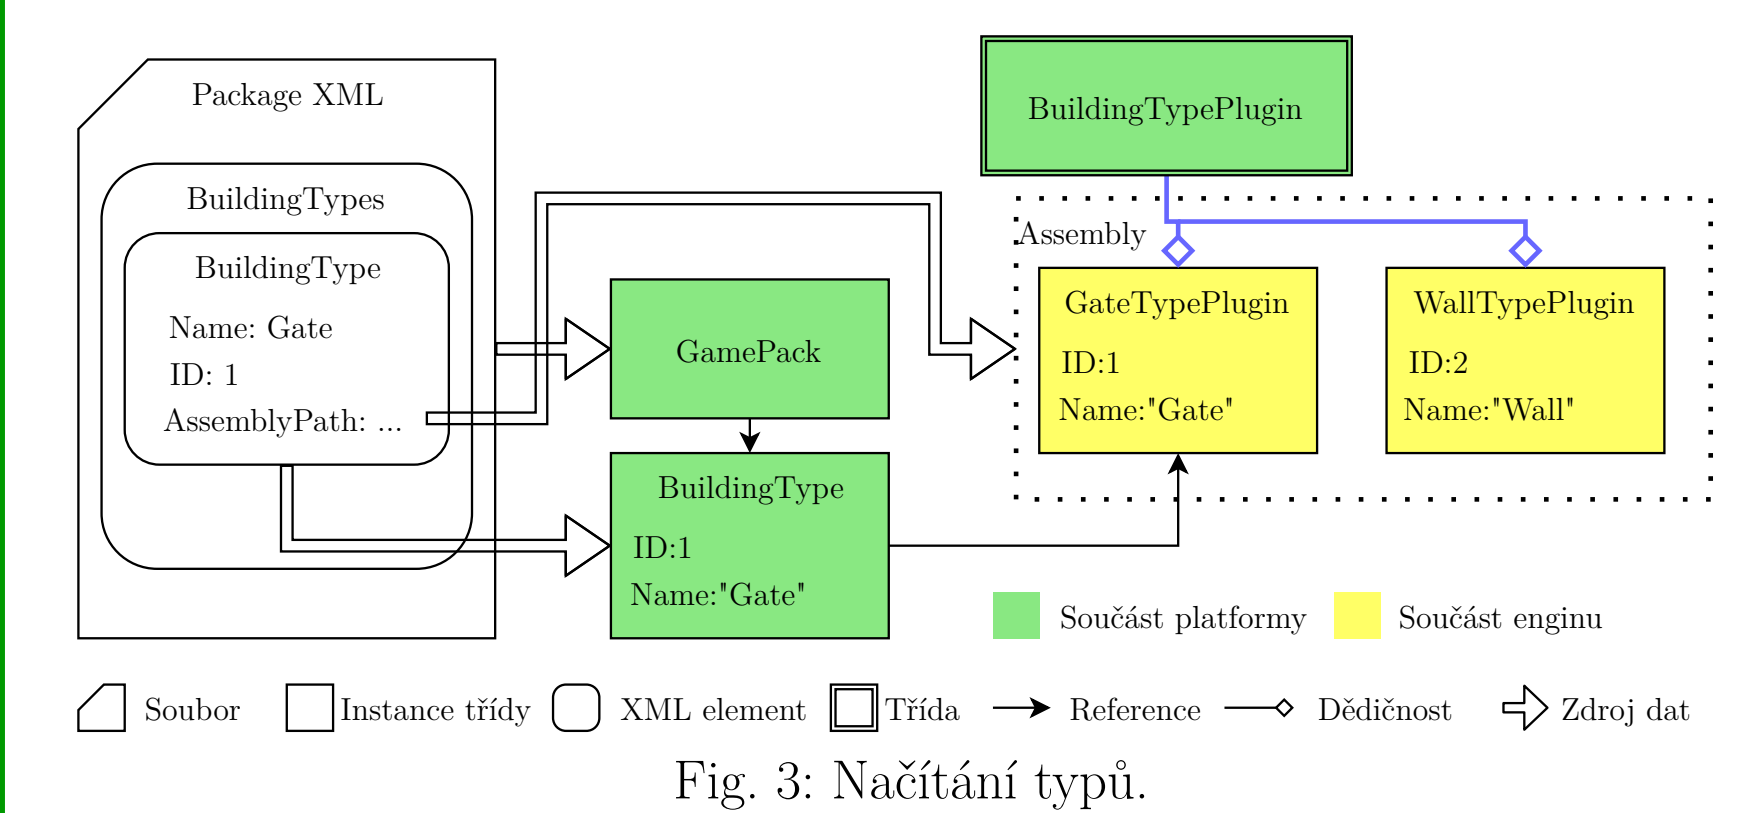 Package XML
BuildingTypes
BuildingType
Name: Gate
ID: 1
AssemblyPath: ...
GamePack
BuildingType
ID:1
Name:"Gate"
BuildingTypePlugin
Assembly
GateTypePlugin
ID:1
Name:"Gate"
WallTypePlugin
ID:2
Name:"Wall"
Součást platformy
Součást enginu
Soubor
Instance třídy
XML element
Třída
Reference
Dědičnost
Zdroj dat
Fig. 3: Načítání typů.